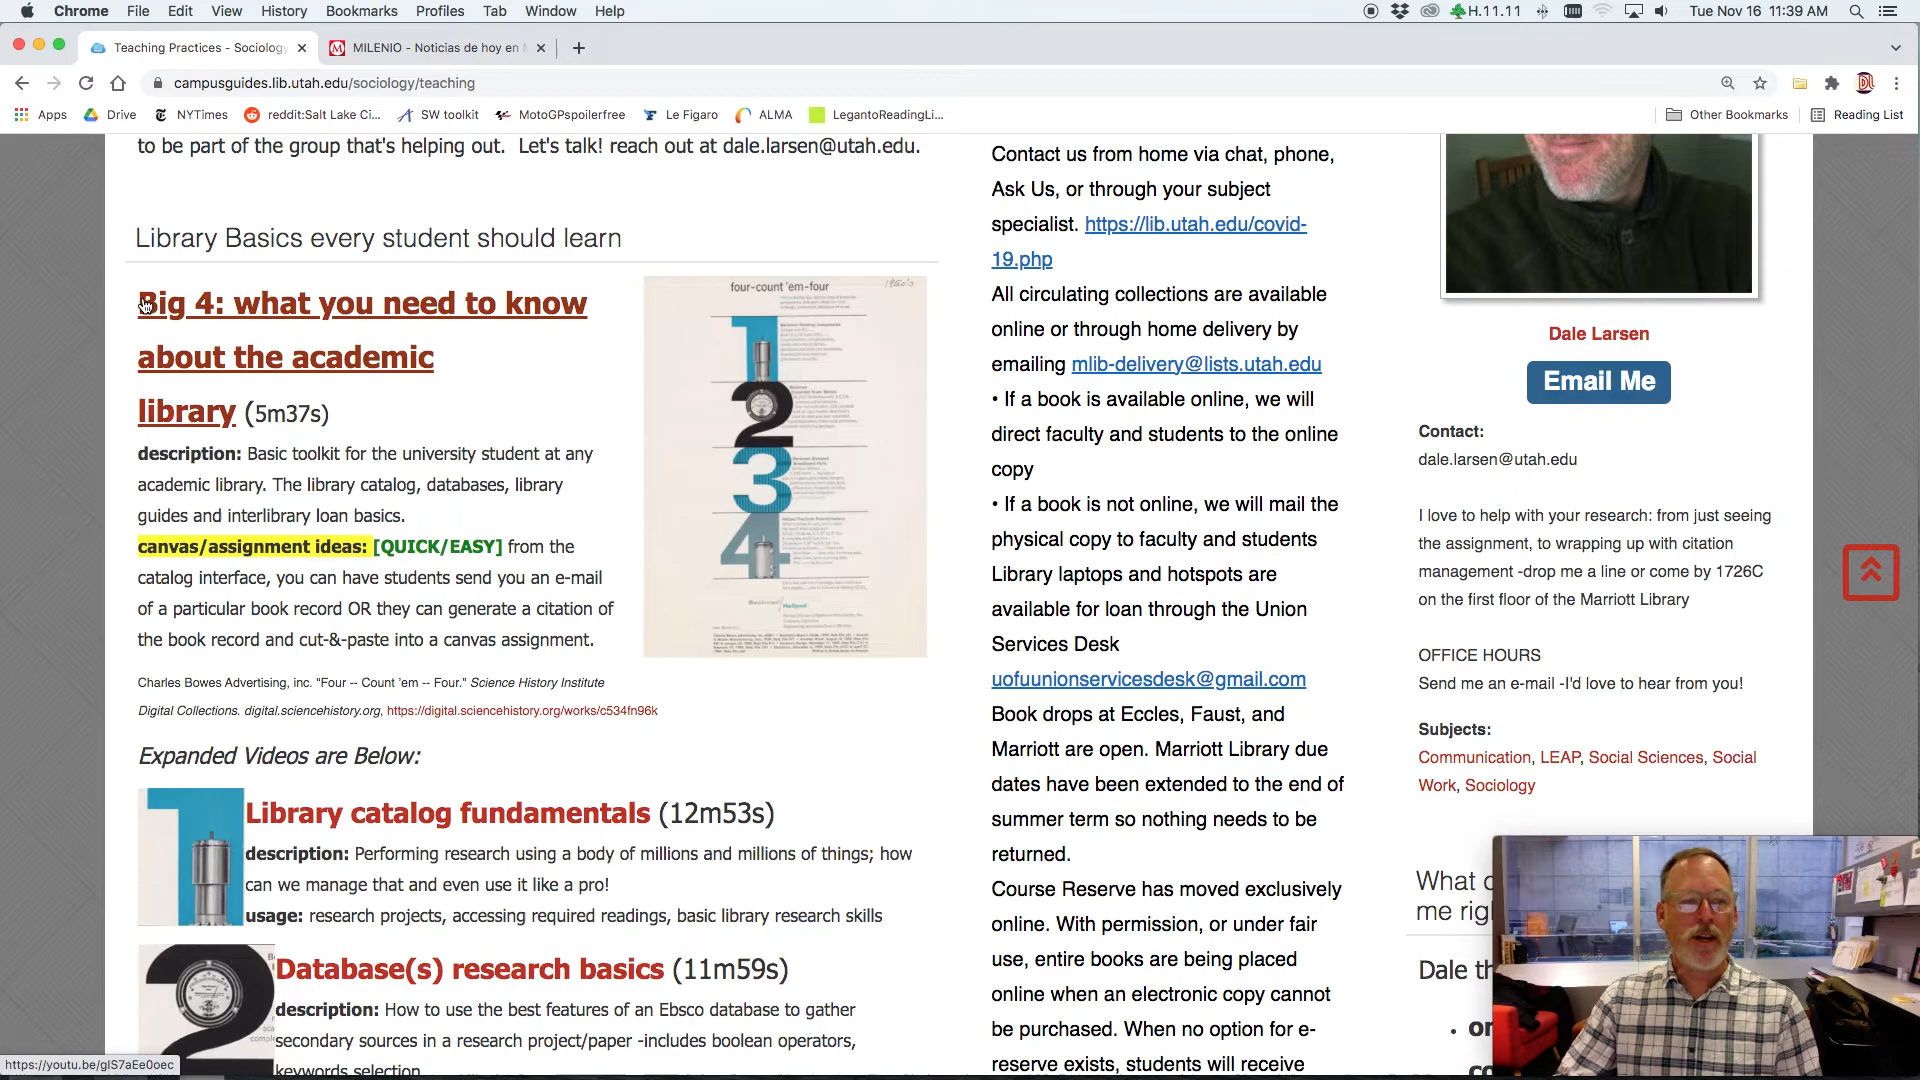 Chrome File Edit View History Bookmarks Profiles Tab Window Help
H.11.11 Tue Nov 16 11:39 AM
Teaching Practices - Sociology
MILENIO - Noticias de hoy en
campusguides.lib.utah.edu/sociology/teaching
Apps Drive NYTimes reddit:Salt Lake Ci... SW toolkit MotoGPspoilerfree Le Figaro ALMA LegantoReadingLi... Other Bookmarks Reading List
to be part of the group that's helping out. Let's talk! reach out at dale.larsen@utah.edu.
Library Basics every student should learn
Big 4: what you need to know
about the academic
library (5m37s)
description: Basic toolkit for the university student at any
academic library. The library catalog, databases, library
guides and interlibrary loan basics.
canvas/assignment ideas: [QUICK/EASY] from the
catalog interface, you can have students send you an e-mail
of a particular book record OR they can generate a citation of
the book record and cut-&-paste into a canvas assignment.
four-count 'em-four
1950's
1
2
3
4
Charles Bowes Advertising, inc. "Four -- Count 'em -- Four." Science History Institute
Digital Collections. digital.sciencehistory.org, https://digital.sciencehistory.org/works/c534fn96k
Expanded Videos are Below:
Library catalog fundamentals (12m53s)
description: Performing research using a body of millions and millions of things; how
can we manage that and even use it like a pro!
usage: research projects, accessing required readings, basic library research skills
Database(s) research basics (11m59s)
description: How to use the best features of an Ebsco database to gather
secondary sources in a research project/paper -includes boolean operators,
keywords selection
https://youtu.be/gIS7aEe0oec
Contact us from home via chat, phone,
Ask Us, or through your subject
specialist. https://lib.utah.edu/covid-
19.php
All circulating collections are available
online or through home delivery by
emailing mlib-delivery@lists.utah.edu
• If a book is available online, we will
direct faculty and students to the online
copy
• If a book is not online, we will mail the
physical copy to faculty and students
Library laptops and hotspots are
available for loan through the Union
Services Desk
uofuunionservicesdesk@gmail.com
Book drops at Eccles, Faust, and
Marriott are open. Marriott Library due
dates have been extended to the end of
summer term so nothing needs to be
returned.
Course Reserve has moved exclusively
online. With permission, or under fair
use, entire books are being placed
online when an electronic copy cannot
be purchased. When no option for e-
reserve exists, students will receive
Dale Larsen
Email Me
Contact:
dale.larsen@utah.edu
I love to help with your research: from just seeing
the assignment, to wrapping up with citation
management -drop me a line or come by 1726C
on the first floor of the Marriott Library
OFFICE HOURS
Send me an e-mail -I'd love to hear from you!
Subjects:
Communication, LEAP, Social Sciences, Social
Work, Sociology
What
me rig
Dale th